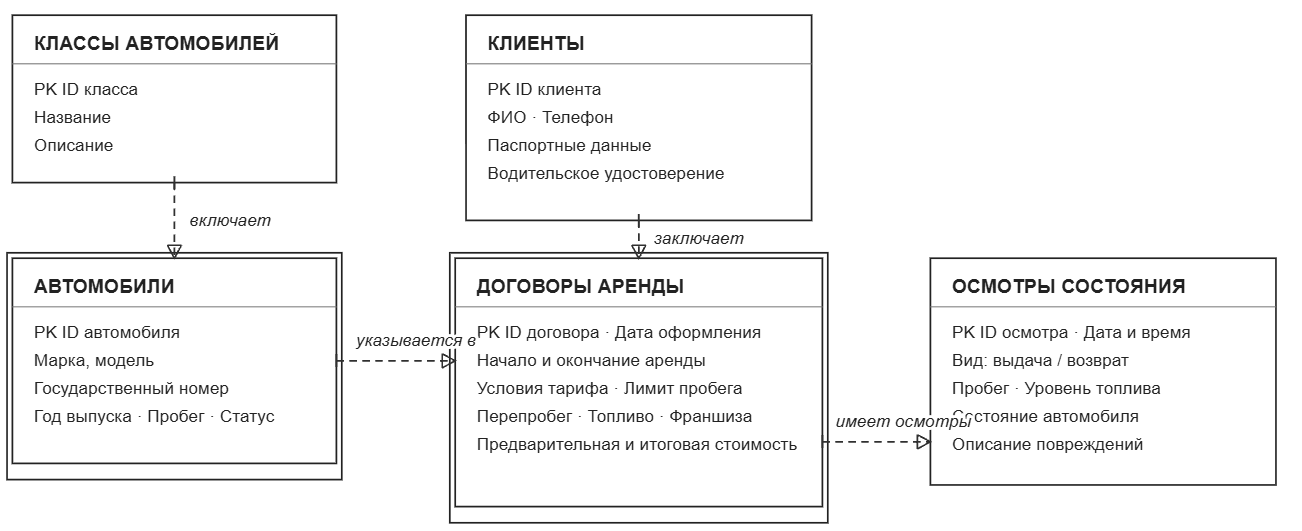 КЛАССЫ АВТОМОБИЛЕЙ
PK ID класса
Название
Описание
КЛИЕНТЫ
PK ID клиента
ФИО · Телефон
Паспортные данные
Водительское удостоверение
включает
заключает
АВТОМОБИЛИ
PK ID автомобиля
Марка, модель
Государственный номер
Год выпуска · Пробег · Статус
указывается в
ДОГОВОРЫ АРЕНДЫ
PK ID договора · Дата оформления
Начало и окончание аренды
Условия тарифа · Лимит пробега
Перепробег · Топливо · Франшиза
Предварительная и итоговая стоимость
имеет осмотры
ОСМОТРЫ СОСТОЯНИЯ
PK ID осмотра · Дата и время
Вид: выдача / возврат
Пробег · Уровень топлива
Состояние автомобиля
Описание повреждений